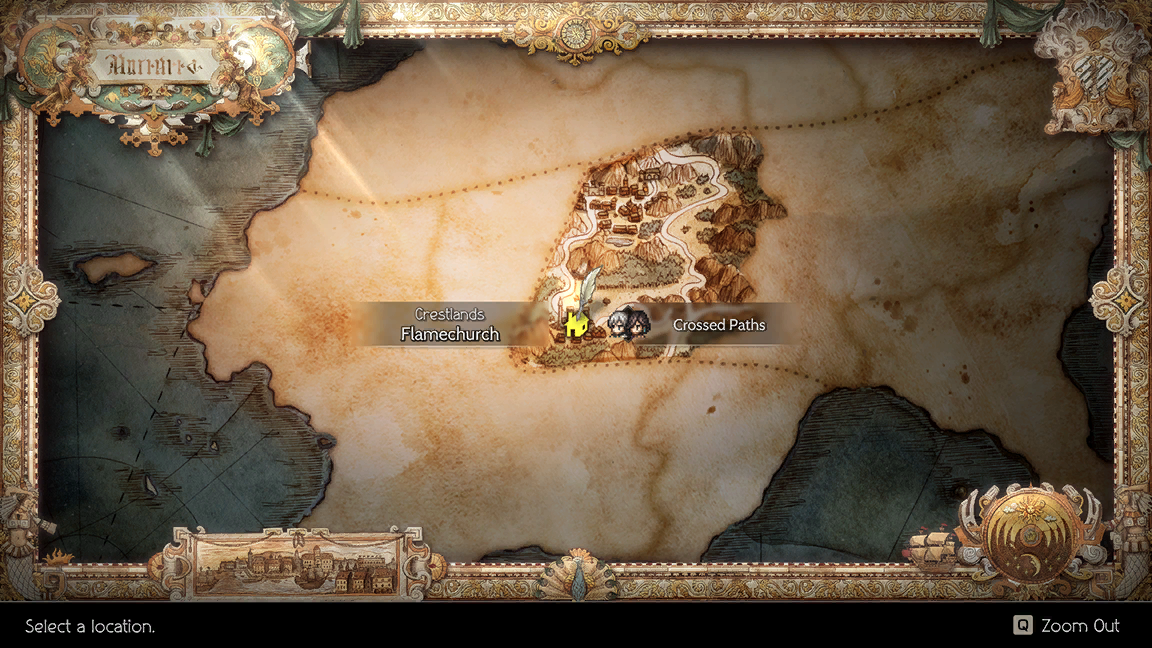 Crestlands
Flamechurch
Crossed Paths
Select a location.
Q Zoom Out